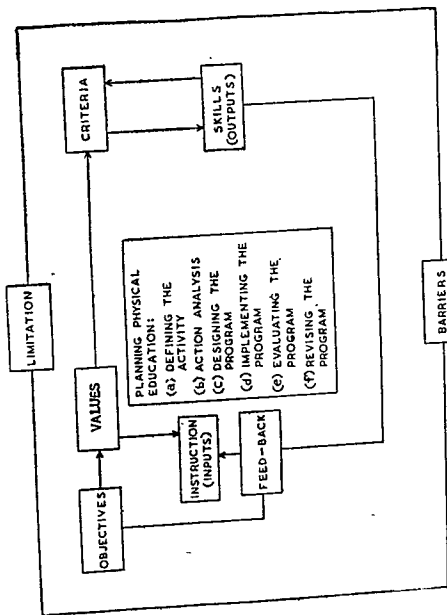 LIMITATION
OBJECTIVES
VALUES
CRITERIA
INSTRUCTION
(INPUTS)
FEED-BACK
PLANNING PHYSICAL
EDUCATION:
(a) DEFINING THE
ACTIVITY
(b) ACTION ANALYSIS
(c) DESIGNING THE
PROGRAM
(d) IMPLEMENTING THE
PROGRAM
(e) EVALUATING THE
PROGRAM
(f) REVISING THE
PROGRAM
SKILLS
(OUTPUTS)
BARRIERS